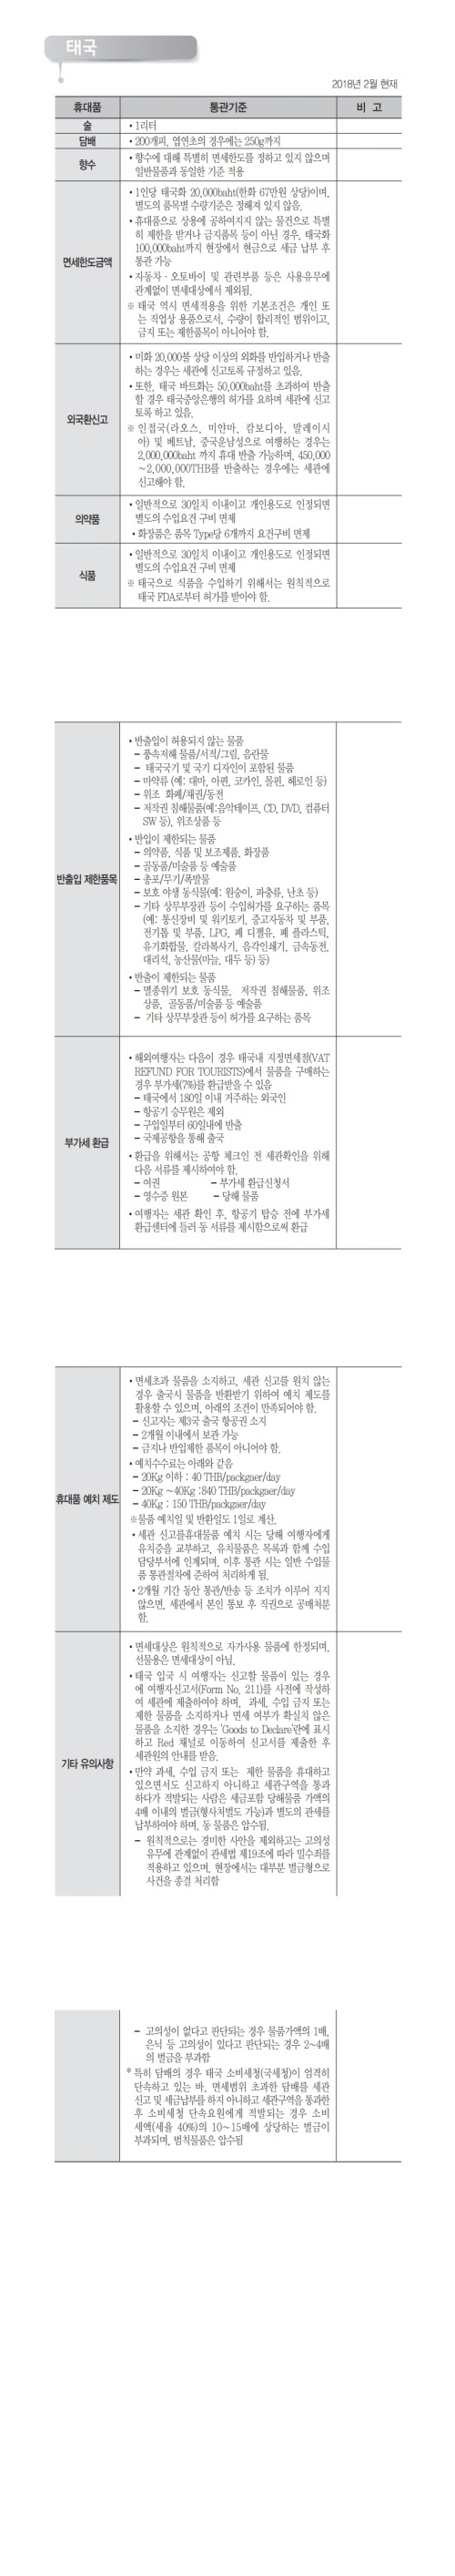 태국
2018년 2월 현재
휴대품 통관기준 비 고
술 • 1리터
담배 • 200개피, 엽연초의 경우에는 250g까지
향수 • 향수에 대해 특별히 면세한도를 정하고 있지 않으며
일반물품과 동일한 기준 적용
면세한도금액
• 1인당 태국화 20,000baht(한화 67만원 상당)이며,
별도의 품목별 수량기준은 정해져 있지 않음.
• 휴대품으로 상용에 공하여지지 않는 물건으로 특별
히 제한을 받거나 금지품목 등이 아닌 경우, 태국화
100,000baht까지 현장에서 현금으로 세금 납부 후
통관 가능
• 자동차 · 오토바이 및 관련부품 등은 사용유무에
관계없이 면세대상에서 제외됨.
※ 태국 역시 면세적용을 위한 기본조건은 개인 또
는 직업상 용품으로서, 수량이 합리적인 범위이고,
금지 또는 제한품목이 아니어야 함.
외국환신고
• 미화 20,000불 상당 이상의 외화를 반입하거나 반출
하는 경우는 세관에 신고토록 규정하고 있음.
• 또한, 태국 바트화는 50,000baht를 초과하여 반출
할 경우 태국중앙은행의 허가를 요하며 세관에 신고
토록 하고 있음.
※ 인접국(라오스, 미얀마, 캄보디아, 말레이시
아) 및 베트남, 중국운남성으로 여행하는 경우는
2,000,000baht 까지 휴대 반출 가능하며, 450,000
~2,000,000THB를 반출하는 경우에는 세관에
신고해야 함.
의약품
• 일반적으로 30일치 이내이고 개인용도로 인정되면
별도의 수입요건 구비 면제
• 화장품은 품목 Type당 6개까지 요건구비 면제
식품
• 일반적으로 30일치 이내이고 개인용도로 인정되면
별도의 수입요건 구비 면제
※ 태국으로 식품을 수입하기 위해서는 원칙적으로
태국 FDA로부터 허가를 받아야 함.
반출입 제한품목
• 반출입이 허용되지 않는 물품
- 풍속저해 물품/서적/그림, 음란물
- 태국국기 및 국기 디자인이 포함된 물품
- 마약류 (예: 대마, 아편, 코카인, 몰핀, 헤로인 등)
- 위조 화폐/채권/동전
- 저작권 침해물품(예:음악테이프, CD, DVD, 컴퓨터
SW 등), 위조상품 등
• 반입이 제한되는 물품
- 의약품, 식품 및 보조제품, 화장품
- 골동품/미술품 등 예술품
- 총포/무기/폭발물
- 보호 야생 동식물(예: 원숭이, 파충류, 난초 등)
- 기타 상무부장관 등이 수입허가를 요구하는 품목
(예: 통신장비 및 워키토키, 중고자동차 및 부품,
전기톱 및 부품, LPG, 폐 디젤유, 폐 플라스틱,
유기화합물, 칼라복사기, 음각인쇄기, 금속동전,
대리석, 농산물(마늘, 대두 등) 등)
• 반출이 제한되는 물품
- 멸종위기 보호 동식물, 저작권 침해물품, 위조
상품, 골동품/미술품 등 예술품
- 기타 상무부장관 등이 허가를 요구하는 품목
부가세 환급
• 해외여행자는 다음이 경우 태국내 지정면세점(VAT
REFUND FOR TOURISTS)에서 물품을 구매하는
경우 부가세(7%)를 환급받을 수 있음
- 태국에서 180일 이내 거주하는 외국인
- 항공기 승무원은 제외
- 구입일부터 60일내에 반출
- 국제공항을 통해 출국
• 환급을 위해서는 공항 체크인 전 세관확인을 위해
다음 서류를 제시하여야 함.
- 여권 - 부가세 환급신청서
- 영수증 원본 - 당해 물품
• 여행자는 세관 확인 후, 항공기 탑승 전에 부가세
환급센터에 들러 동 서류를 제시함으로써 환급
휴대품 예치 제도
• 면세초과 물품을 소지하고, 세관 신고를 원치 않는
경우 출국시 물품을 반환받기 위하여 예치 제도를
활용할 수 있으며, 아래의 조건이 만족되어야 함.
- 신고자는 제3국 출국 항공권 소지
- 2개월 이내에서 보관 가능
- 금지나 반입제한 품목이 아니어야 함.
• 예치수수료는 아래와 같음
- 20Kg 이하 : 40 THB/packgaer/day
- 20Kg ~40Kg :840 THB/packgaer/day
- 40Kg : 150 THB/packgaer/day
※물품 예치일 및 반환일도 1일로 계산.
• 세관 신고를휴대물품 예치 시는 당해 여행자에게
유치증을 교부하고, 유치물품은 목록과 함께 수입
담당부서에 인계되며, 이후 통관 시는 일반 수입물
품 통관절차에 준하여 처리하게 됨.
• 2개월 기간 동안 통관/반송 등 조치가 이루어 지지
않으면, 세관에서 본인 통보 후 직권으로 공매처분
함.
기타 유의사항
• 면세대상은 원칙적으로 자가사용 물품에 한정되며,
선물용은 면세대상이 아님.
• 태국 입국 시 여행자는 신고할 물품이 있는 경우
에 여행자신고서(Form No. 211)를 사전에 작성하
여 세관에 제출하여야 하며, 과세, 수입 금지 또는
제한 물품을 소지하거나 면세 여부가 확실치 않은
물품을 소지한 경우는 'Goods to Declare'란에 표시
하고 Red 채널로 이동하여 신고서를 제출한 후
세관원의 안내를 받음.
• 만약 과세, 수입 금지 또는 제한 물품을 휴대하고
있으면서도 신고하지 아니하고 세관구역을 통과
하다가 적발되는 사람은 세금포함 당해물품 가액의
4배 이내의 벌금(형사처벌도 가능)과 별도의 관세를
납부하여야 하며, 동 물품은 압수됨.
- 원칙적으로는 경미한 사안을 제외하고는 고의성
유무에 관계없이 관세법 제19조에 따라 밀수죄를
적용하고 있으며, 현장에서는 대부분 벌금형으로
사건을 종결 처리함
- 고의성이 없다고 판단되는 경우 물품가액의 1배,
은닉 등 고의성이 있다고 판단되는 경우 2~4배
의 벌금을 부과함
* 특히 담배의 경우 태국 소비세청(국세청)이 엄격히
단속하고 있는 바, 면세범위 초과한 담배를 세관
신고 및 세금납부를 하지 아니하고 세관구역을 통과한
후 소비세청 단속요원에게 적발되는 경우 소비
세액(세율 40%)의 10~15배에 상당하는 벌금이
부과되며, 범칙물품은 압수됨